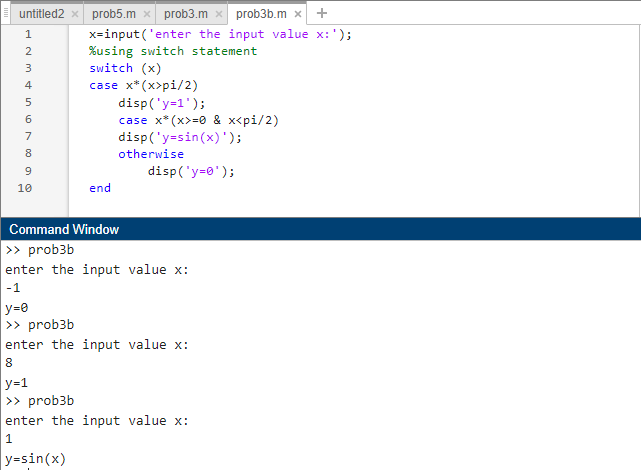 untitled2 × prob5.m × prob3.m × prob3b.m × +
1 x=input('enter the input value x:');
2 %using switch statement
3 switch (x)
4 case x*(x>pi/2)
5 disp('y=1');
6 case x*(x>=0 & x<pi/2)
7 disp('y=sin(x)');
8 otherwise
9 disp('y=0');
10 end
Command Window
>> prob3b
enter the input value x:
-1
y=0
>> prob3b
enter the input value x:
8
y=1
>> prob3b
enter the input value x:
1
y=sin(x)